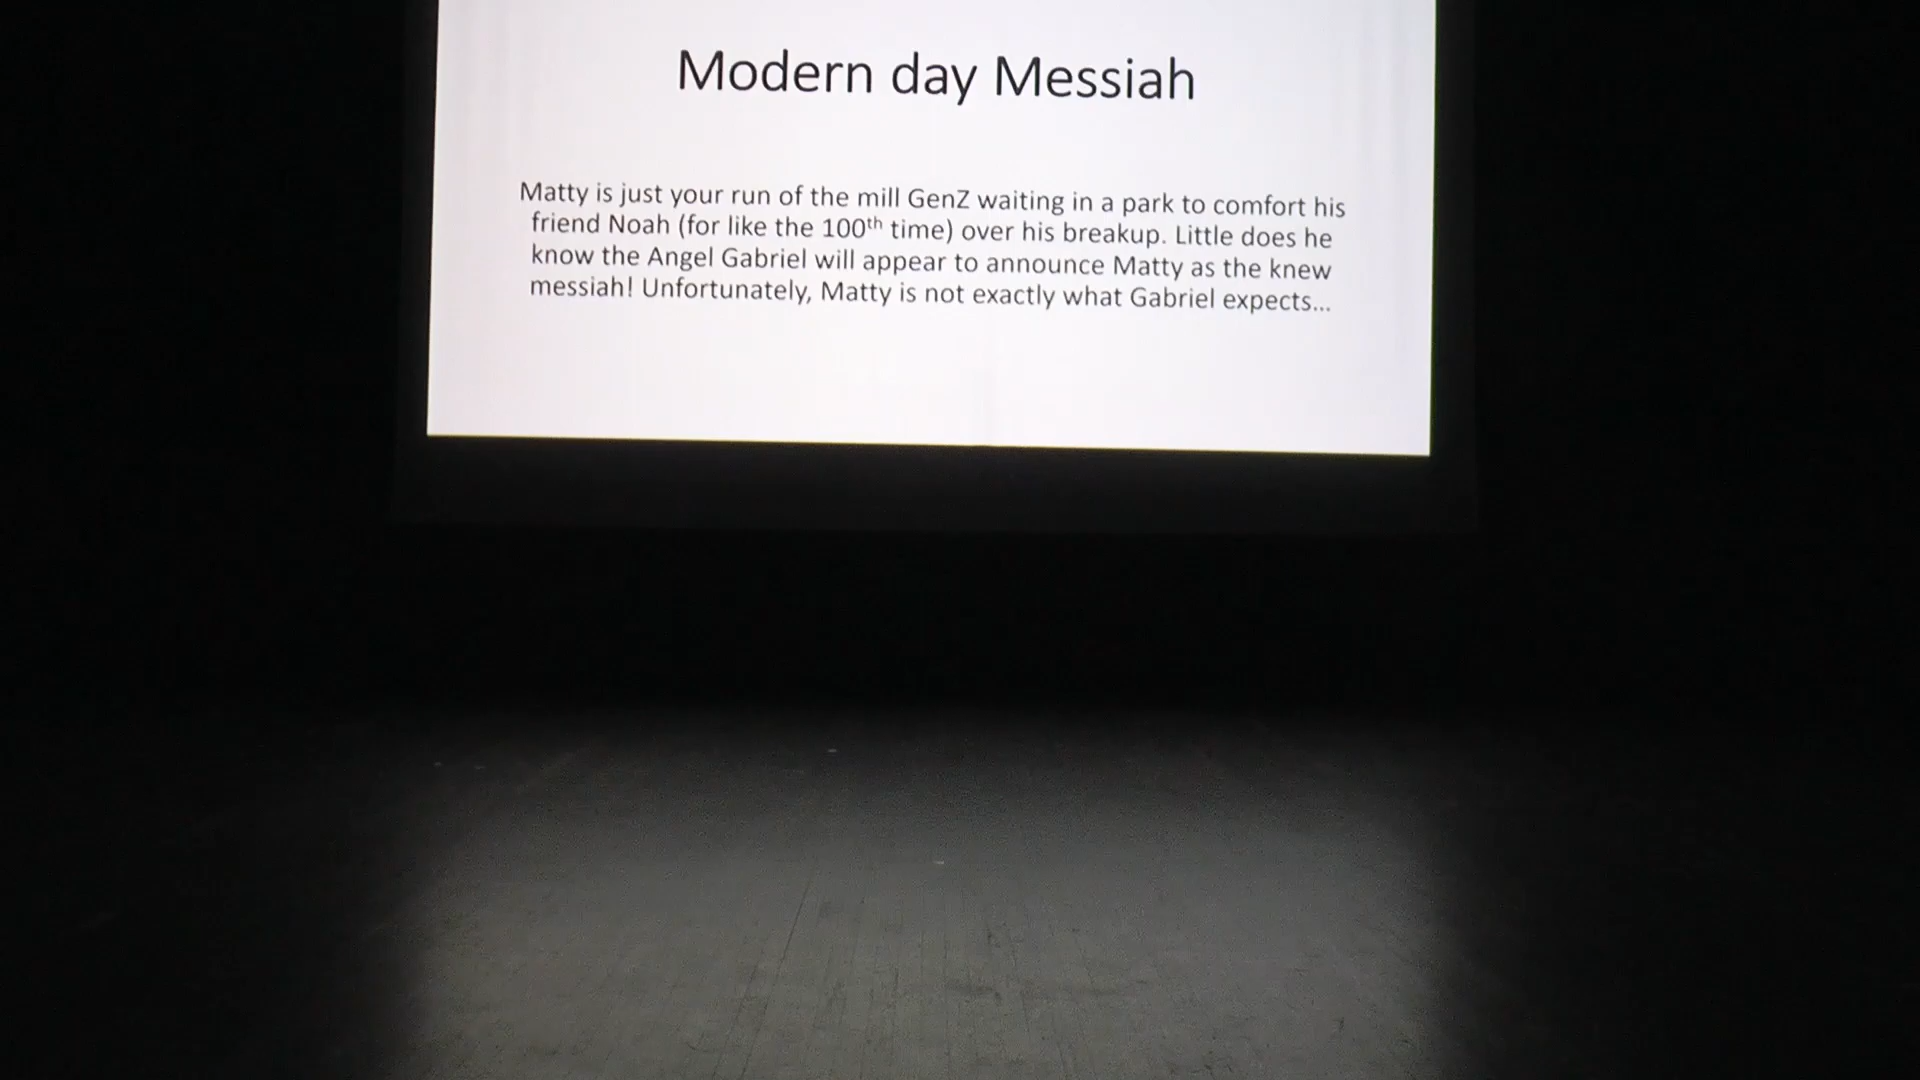 Modern day Messiah
Matty is just your run of the mill GenZ waiting in a park to comfort his
friend Noah (for like the 100th time) over his breakup. Little does he
know the Angel Gabriel will appear to announce Matty as the knew
messiah! Unfortunately, Matty is not exactly what Gabriel expects...